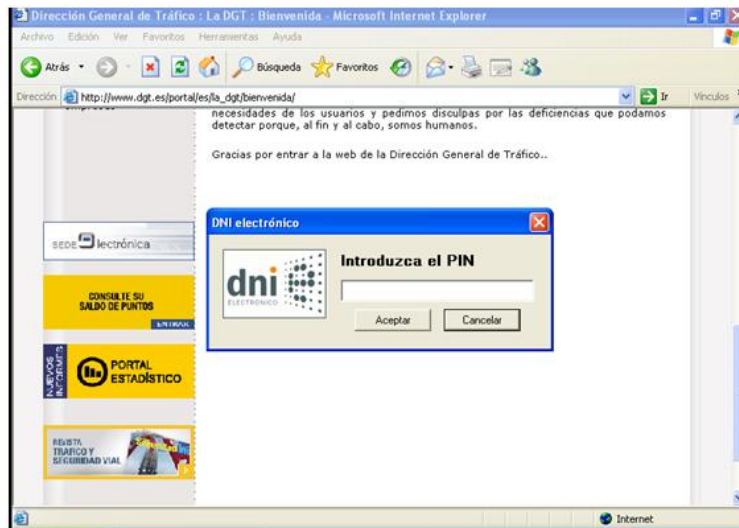 Dirección General de Tráfico : La DGT : Bienvenida - Microsoft Internet Explorer
Archivo Edición Ver Favoritos Herramientas Ayuda
Atrás Búsqueda Favoritos
Dirección http://www.dgt.es/portal/es/la_dgt/bienvenida/ Ir Vínculos
necesidades de los usuarios y pedimos disculpas por las deficiencias que podamos
detectar porque, al fin y al cabo, somos humanos.
Gracias por entrar a la web de la Dirección General de Tráfico..
DNI electrónico
SEDE electrónica
dni
ELECTRÓNICO
Introduzca el PIN
Aceptar Cancelar
CONSULTE SU
SALDO DE PUNTOS
ENTRAR
NUEVOS
INFORMES
PORTAL
ESTADÍSTICO
REVISTA
TRÁFICO Y
SEGURIDAD VIAL
Internet